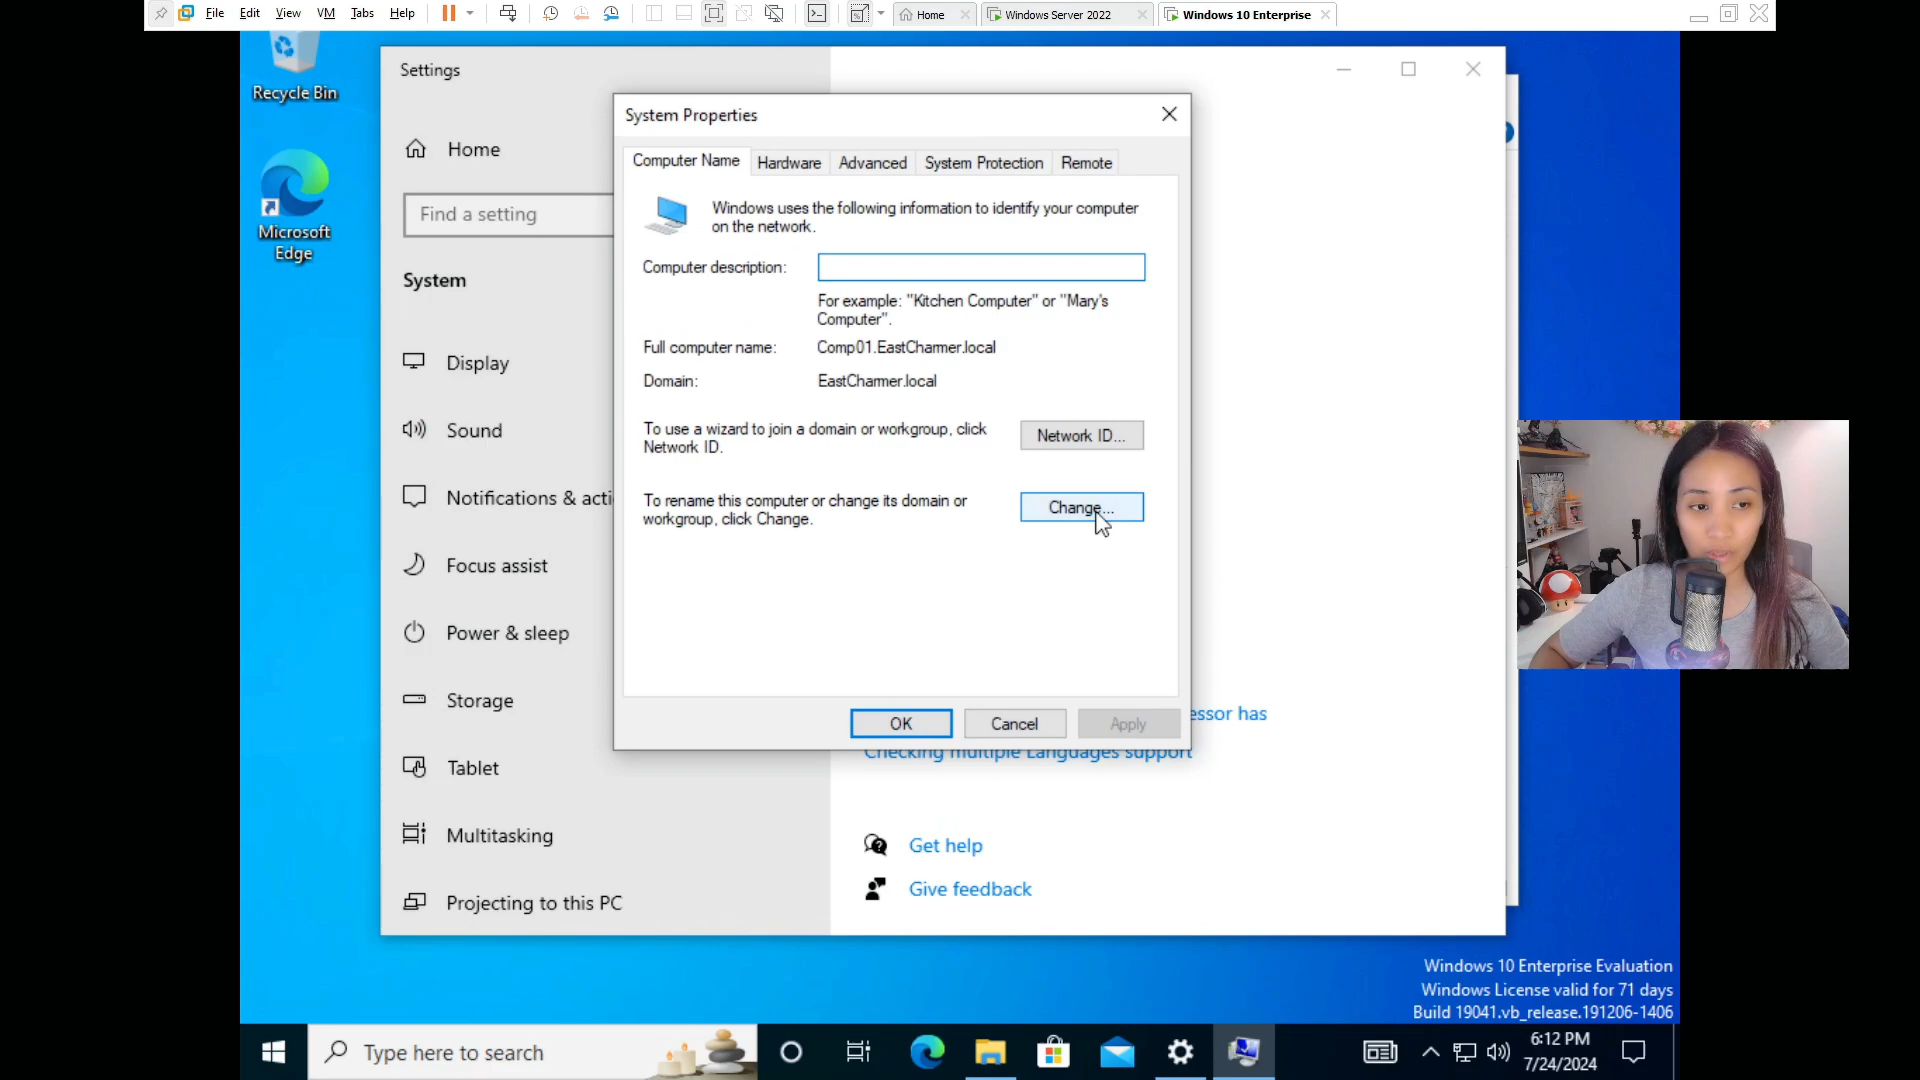 File Edit View VM Tabs Help Home Windows Server 2022 Windows 10 Enterprise
Recycle Bin
Microsoft
Edge
Settings
Home
Find a setting
System
Display
Sound
Notifications & acti
Focus assist
Power & sleep
Storage
Tablet
Multitasking
Projecting to this PC
System Properties
Computer Name Hardware Advanced System Protection Remote
Windows uses the following information to identify your computer
on the network.
Computer description:
For example: "Kitchen Computer" or "Mary's
Computer".
Full computer name: Comp01.EastCharmer.local
Domain: EastCharmer.local
To use a wizard to join a domain or workgroup, click
Network ID.
Network ID...
To rename this computer or change its domain or
workgroup, click Change.
Change...
OK Cancel Apply
essor has
Checking multiple Languages support
Get help
Give feedback
Windows 10 Enterprise Evaluation
Windows License valid for 71 days
Build 19041.vb_release.191206-1406
Type here to search
6:12 PM
7/24/2024